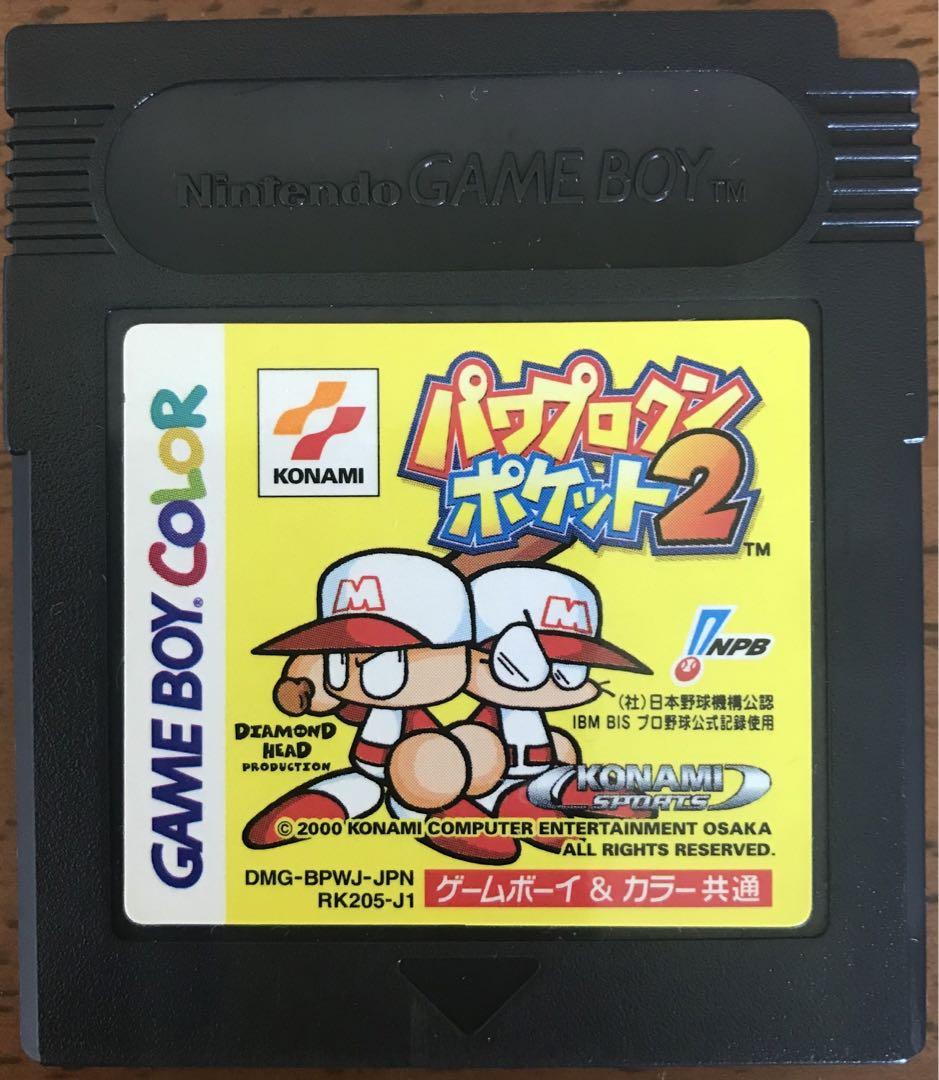 Nintendo GAME BOY TM
GAME BOY® COLOR
KONAMI
パワプロクン
ポケット2
TM
M
M
NPB
(社)日本野球機構公認
IBM BIS プロ野球公式記録使用
DIAMOND
HEAD
PRODUCTION
KONAMI
SPORTS
© 2000 KONAMI COMPUTER ENTERTAINMENT OSAKA
ALL RIGHTS RESERVED.
DMG-BPWJ-JPN
RK205-J1
ゲームボーイ & カラー共通